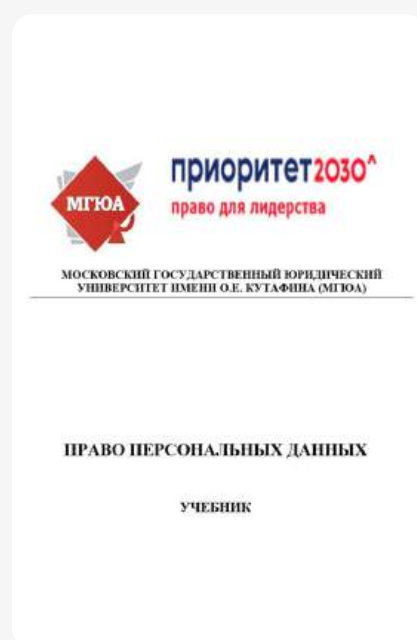 МГЮА
приоритет2030^
право для лидерства
МОСКОВСКИЙ ГОСУДАРСТВЕННЫЙ ЮРИДИЧЕСКИЙ
УНИВЕРСИТЕТ ИМЕНИ О.Е. КУТАФИНА (МГЮА)
ПРАВО ПЕРСОНАЛЬНЫХ ДАННЫХ
УЧЕБНИК